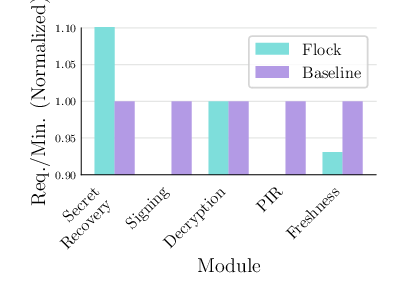 Req./Min. (Normalized)
1.10
1.05
1.00
0.95
0.90
Flock
Baseline
Secret
Recovery
Signing
Decryption
PIR
Freshness
Module